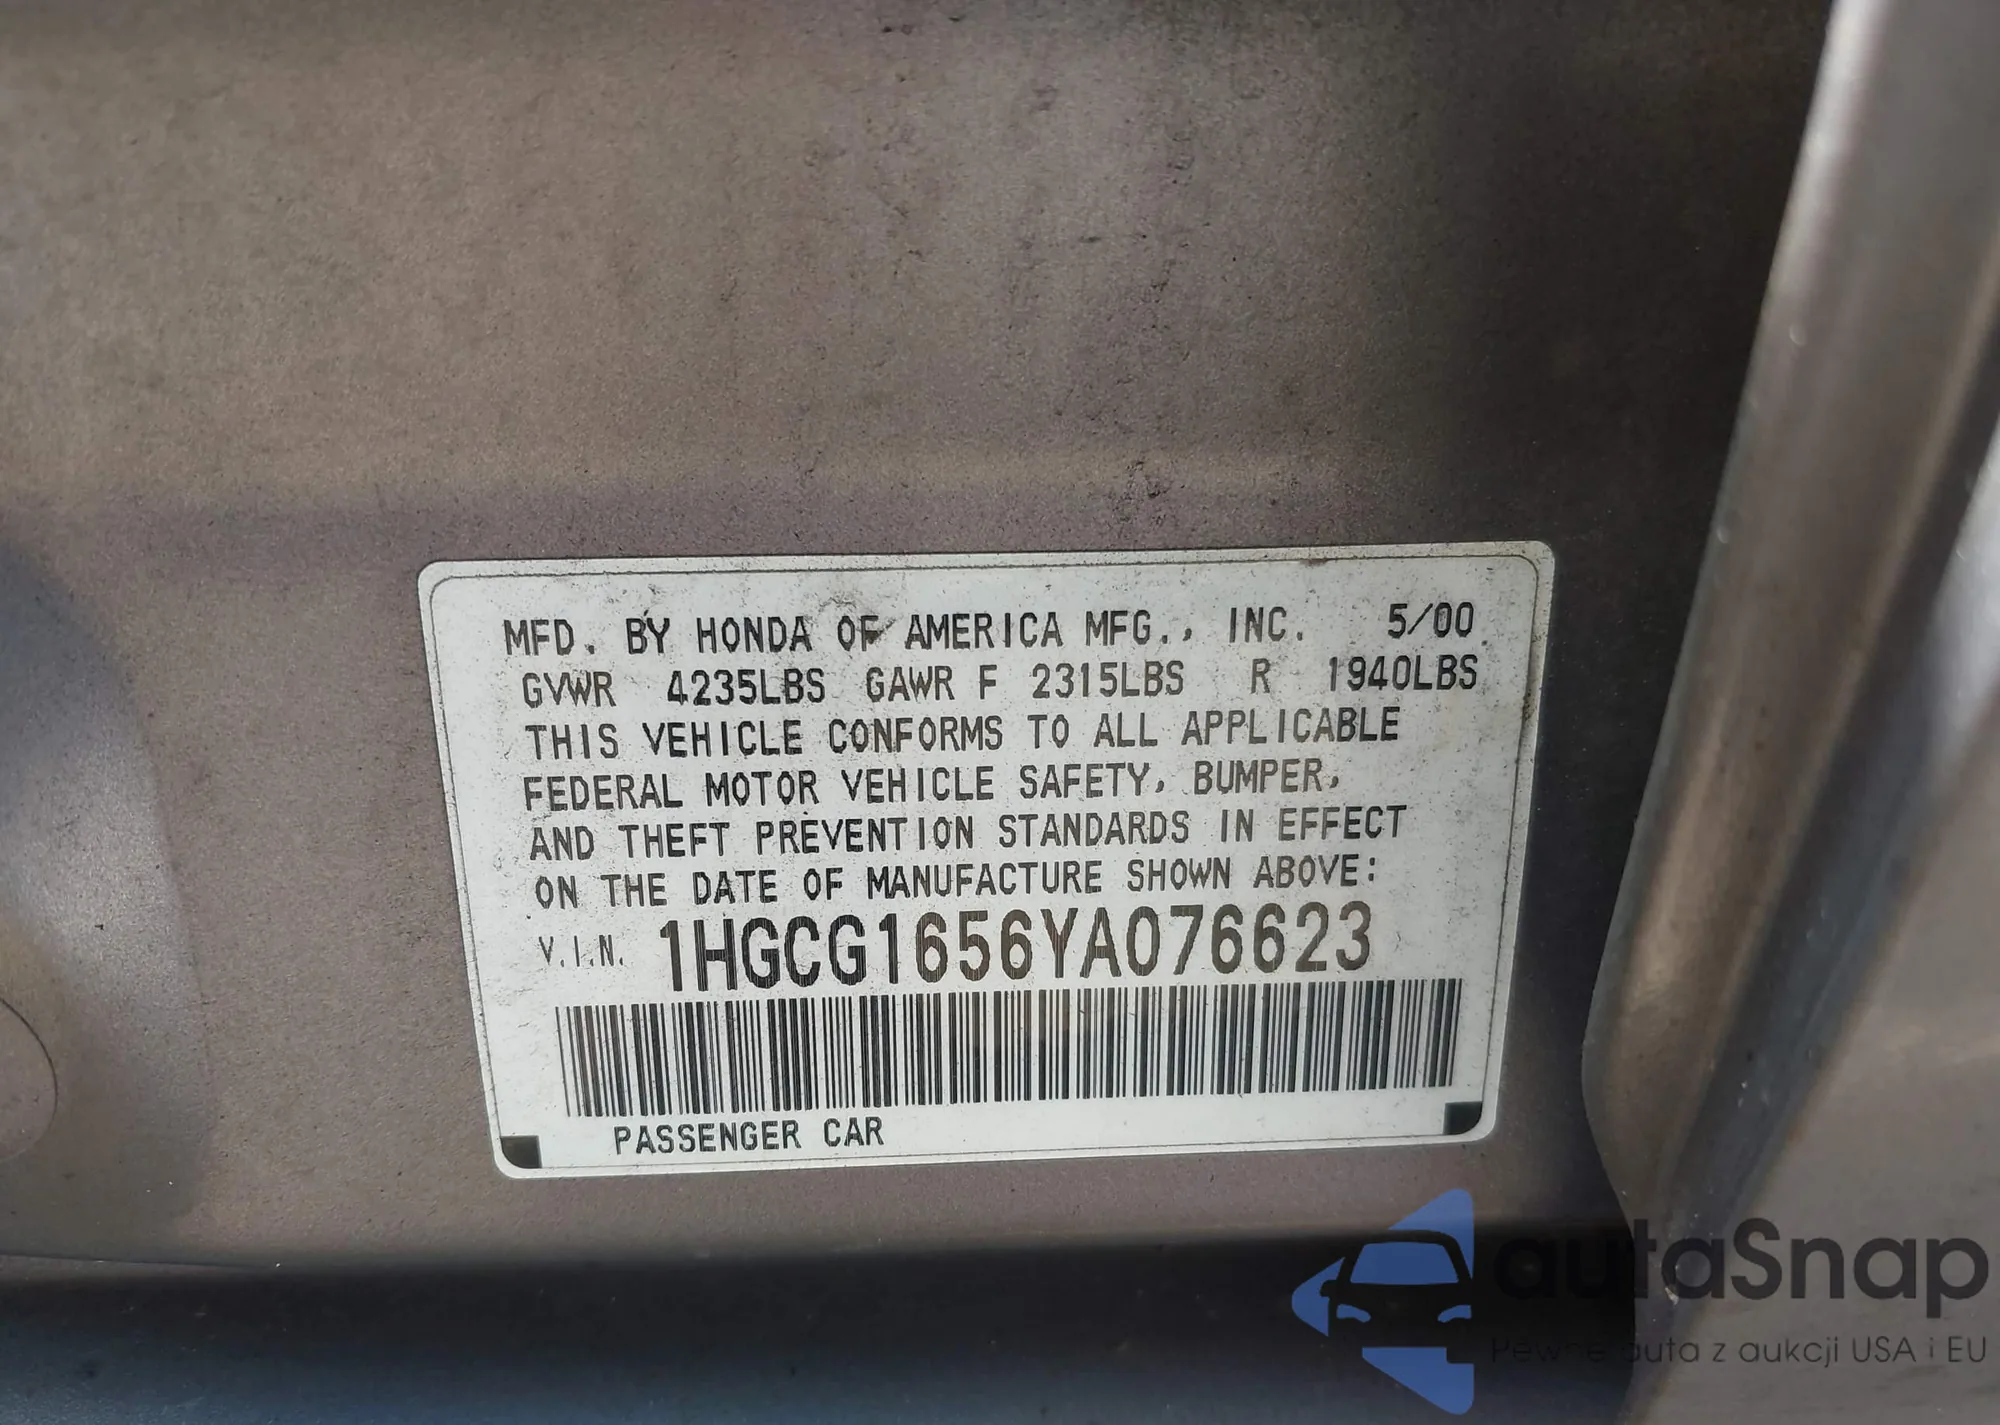 MFD. BY HONDA OF AMERICA MFG., INC. 5/00
GVWR 4235LBS GAWR F 2315LBS R 1940LBS
THIS VEHICLE CONFORMS TO ALL APPLICABLE
FEDERAL MOTOR VEHICLE SAFETY, BUMPER,
AND THEFT PREVENTION STANDARDS IN EFFECT
ON THE DATE OF MANUFACTURE SHOWN ABOVE:
V.I.N. 1HGCG1656YA076623
PASSENGER CAR
autaSnap
Pewne auta z aukcji USA i EU